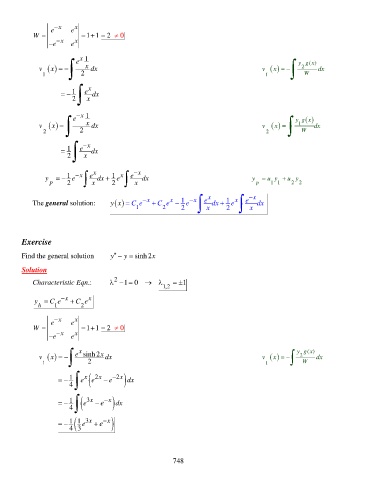 W = | e^{-x} e^{x} ; -e^{-x} e^{x} | = 1+1 = 2 ≠ 0
v_1(x) = -∫ (e^x (1/x))/2 dx    v_1(x) = -∫ (y_2 g(x))/W dx
= -1/2 ∫ e^x/x dx
v_2(x) = ∫ (e^{-x} (1/x))/2 dx    v_2(x) = ∫ (y_1 g(x))/W dx
= 1/2 ∫ e^{-x}/x dx
y_p = -1/2 e^{-x} ∫ e^x/x dx + 1/2 e^x ∫ e^{-x}/x dx    y_p = u_1 y_1 + u_2 y_2
The general solution: y(x) = C_1 e^{-x} + C_2 e^x - 1/2 e^{-x} ∫ e^x/x dx + 1/2 e^x ∫ e^{-x}/x dx
Exercise
Find the general solution y″ − y = sinh 2x
Solution
Characteristic Eqn.: λ^2 − 1 = 0 → λ_{1,2} = ±1
y_h = C_1 e^{-x} + C_2 e^x
W = | e^{-x} e^{x} ; -e^{-x} e^{x} | = 1+1 = 2 ≠ 0
v_1(x) = -∫ (e^x sinh 2x)/2 dx    v_1(x) = -∫ (y_2 g(x))/W dx
= -1/4 ∫ e^x (e^{2x} − e^{-2x}) dx
= -1/4 ∫ (e^{3x} − e^{-x}) dx
= -1/4 (1/3 e^{3x} + e^{-x})
748